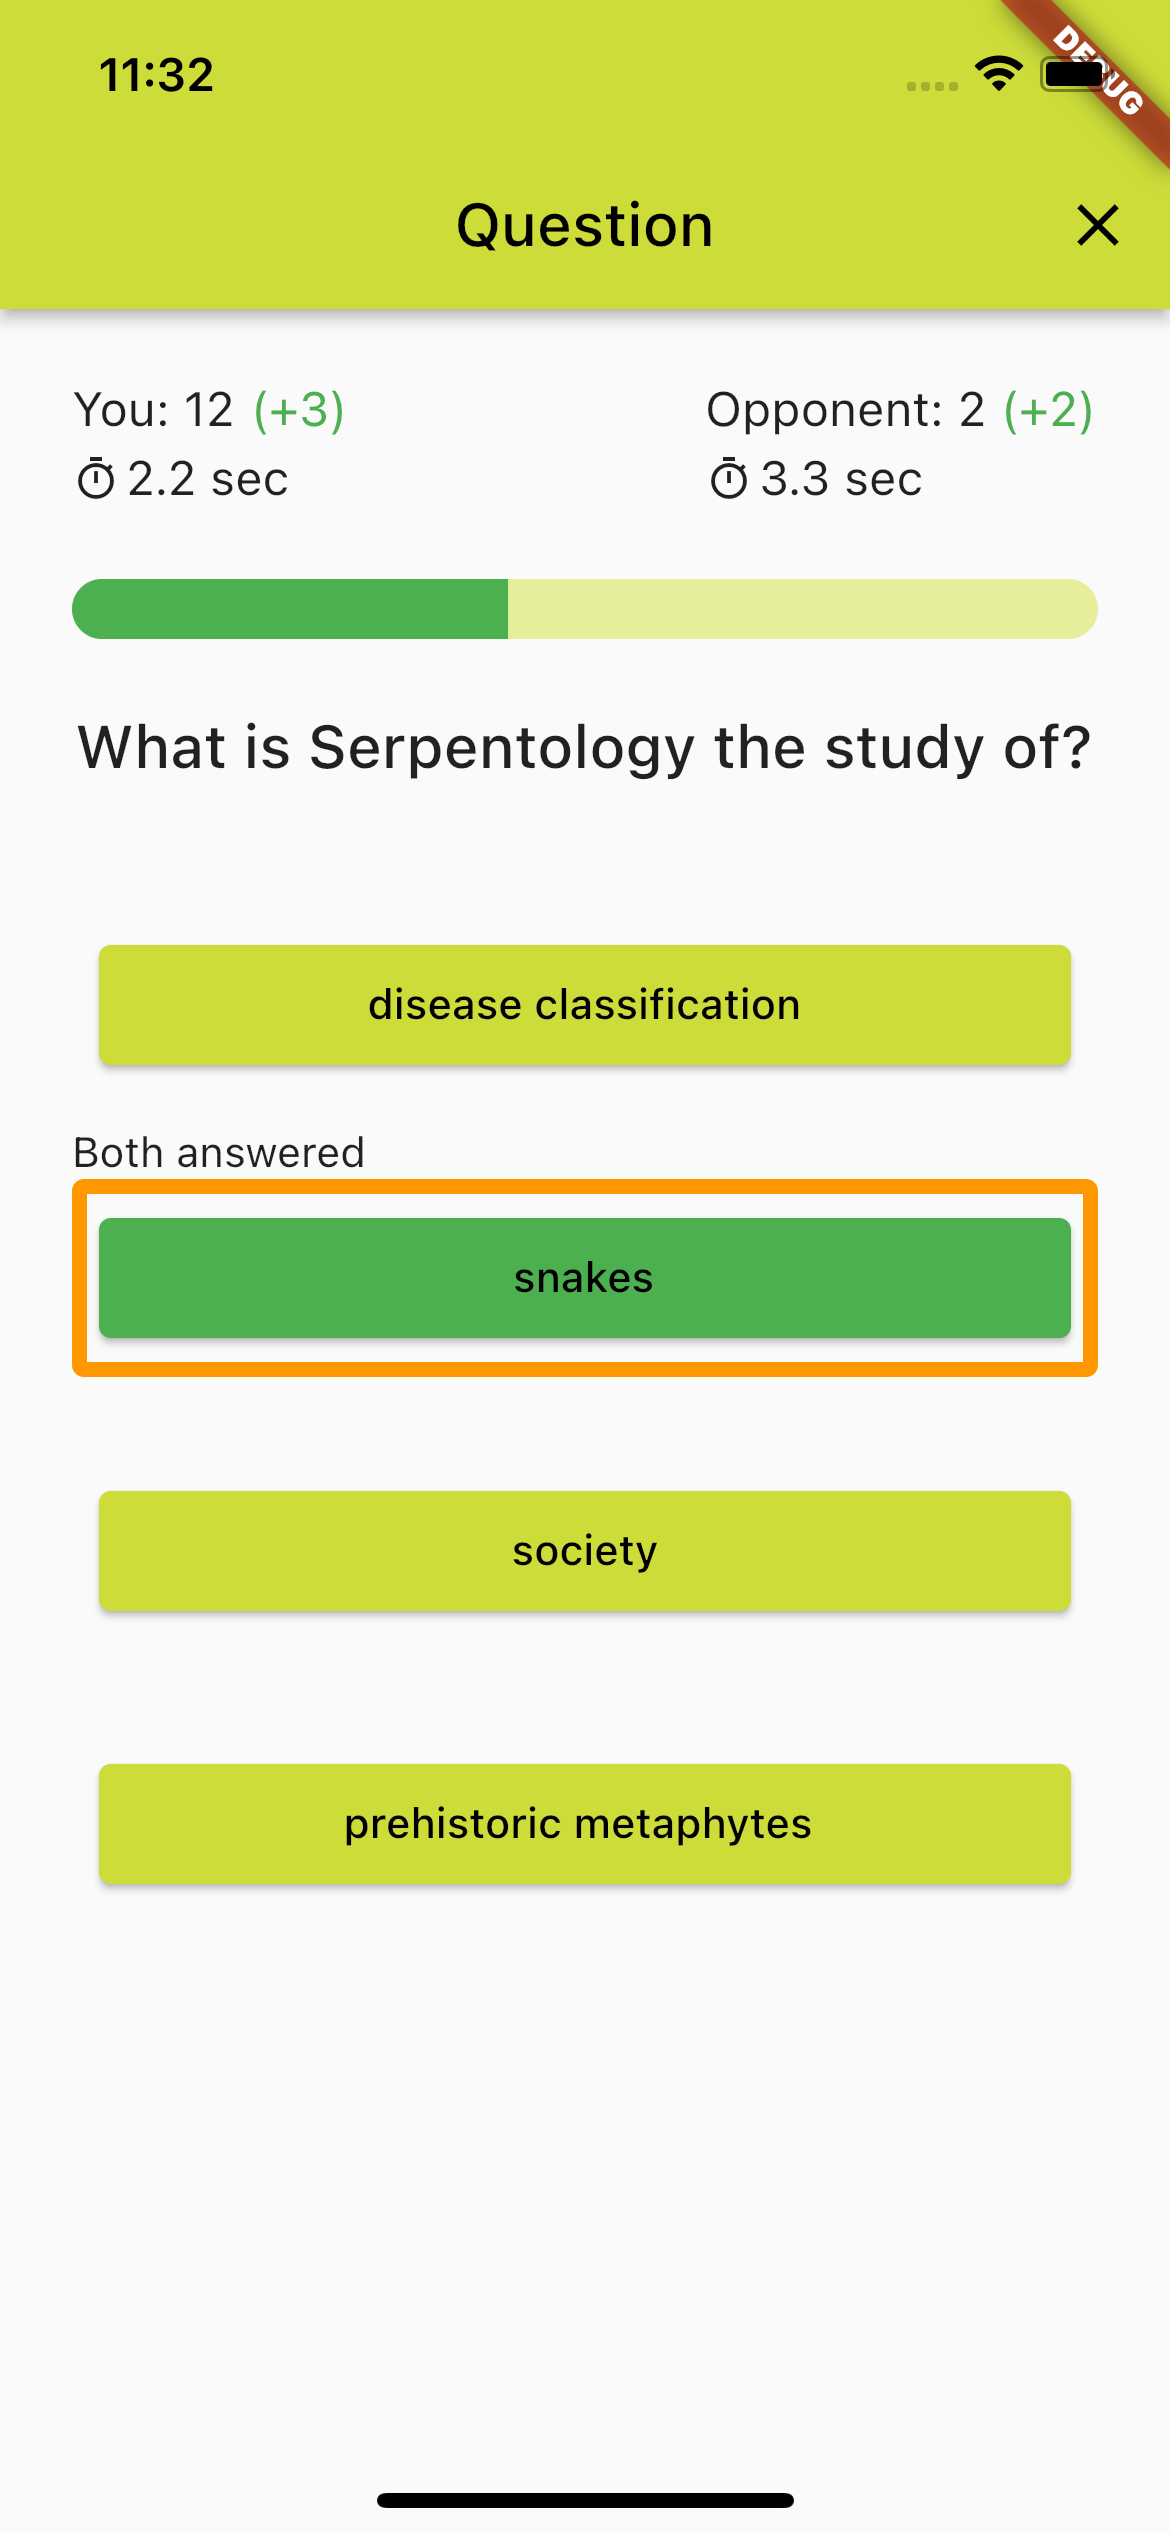 11:32
DEBUG
Question
You: 12 (+3)
Opponent: 2 (+2)
2.2 sec
3.3 sec
What is Serpentology the study of?
disease classification
Both answered
snakes
society
prehistoric metaphytes